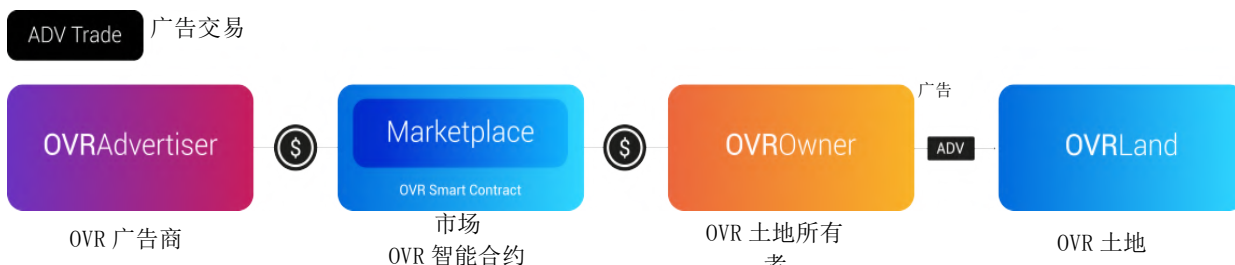 ADV Trade 广告交易
广告
OVRAdvertiser $ Marketplace $ OVROwner ADV OVRLand
OVR Smart Contract
OVR 广告商
市场
OVR 智能合约
OVR 土地所有
者
OVR 土地